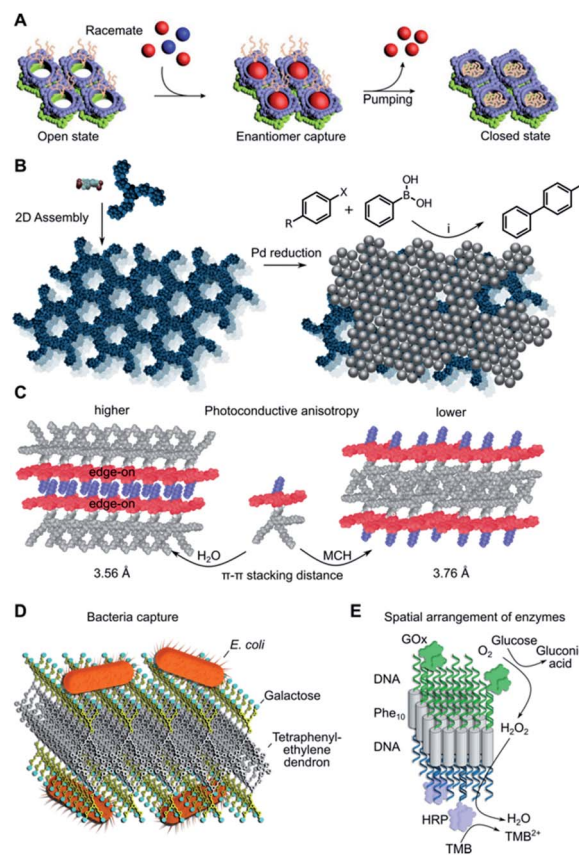 A
Racemate
Pumping
Open state
Enantiomer capture
Closed state
B
2D Assembly
X
R
+
OH
B
OH
i
Pd reduction
C
higher
Photoconductive anisotropy
lower
edge-on
edge-on
H2O
MCH
3.56 Å
π-π stacking distance
3.76 Å
D
Bacteria capture
E. coli
Galactose
Tetraphenyl-
ethylene
dendron
E
Spatial arrangement of enzymes
GOx
O2
Glucose
Gluconi
acid
DNA
Phe10
DNA
H2O2
HRP
H2O
TMB
TMB2+